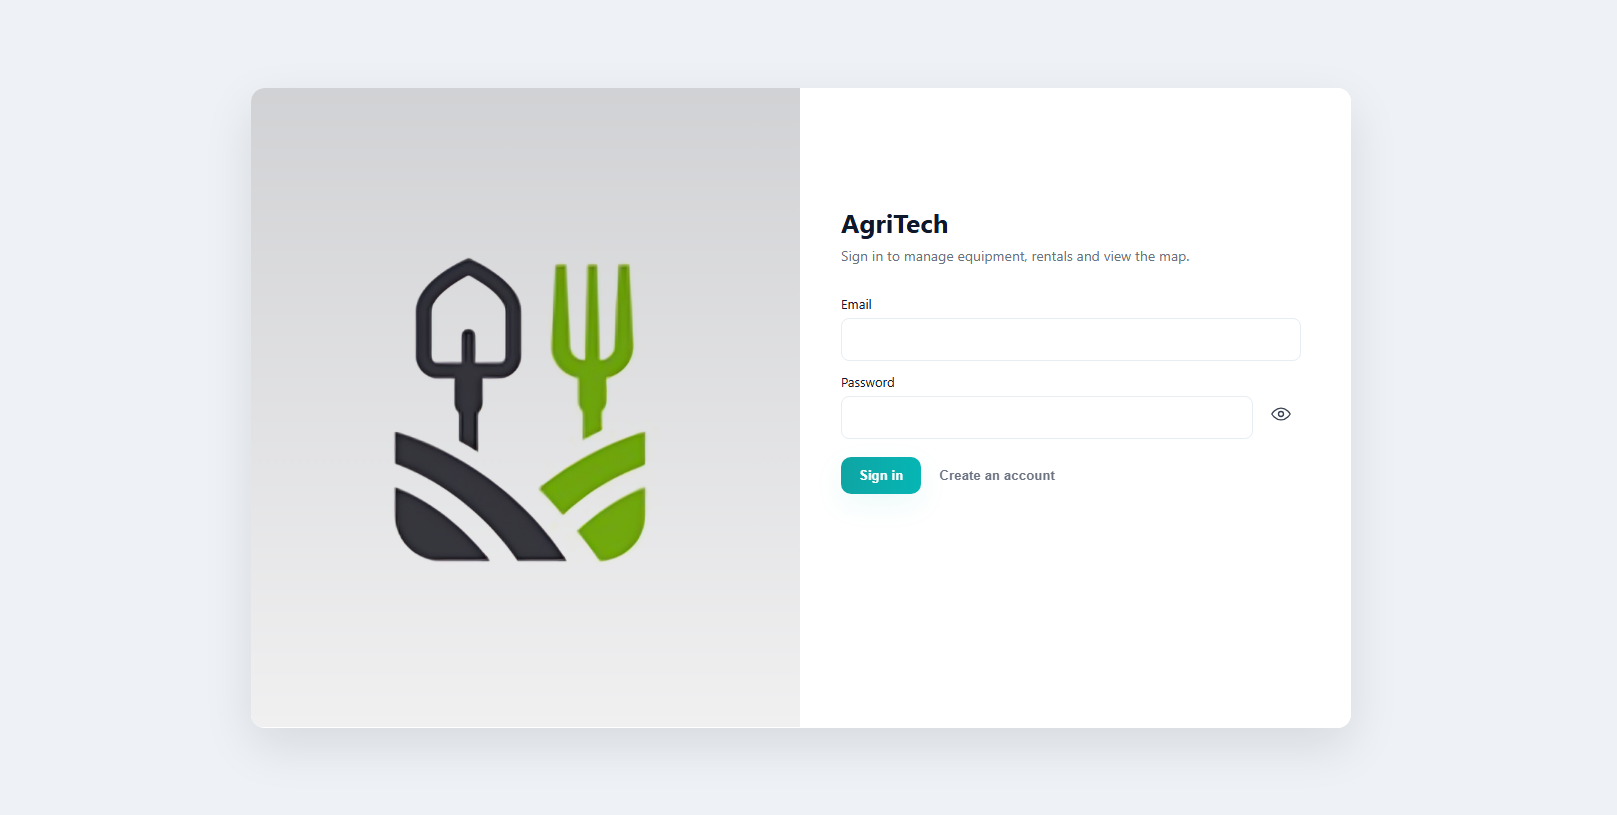 AgriTech
Sign in to manage equipment, rentals and view the map.
Email
Password
Sign in
Create an account